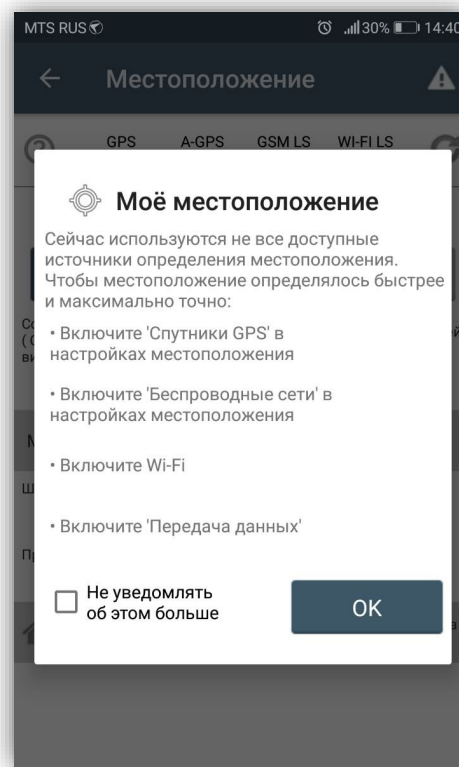 MTS RUS 30% 14:40
Местоположение
GPS A-GPS GSM LS WI-FI LS
Моё местоположение
Сейчас используются не все доступные
источники определения местоположения.
Чтобы местоположение определялось быстрее
и максимально точно:
• Включите 'Спутники GPS' в
настройках местоположения
• Включите 'Беспроводные сети' в
настройках местоположения
• Включите Wi-Fi
• Включите 'Передача данных'
Не уведомлять
об этом больше
OK